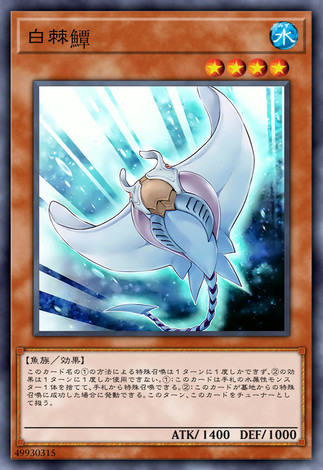 白棘鱏
水
【魚族／効果】
このカード名の①の方法による特殊召喚は１ターンに１度しかできず、②の効
果は１ターンに１度しか使用できない。①：このカードは手札の水属性モンス
ター１体を捨てて、手札から特殊召喚できる。②：このカードが墓地からの特殊召
喚に成功した場合に発動できる。このターン、このカードをチューナーとし
て扱う。
ATK/1400 DEF/1000
49930315